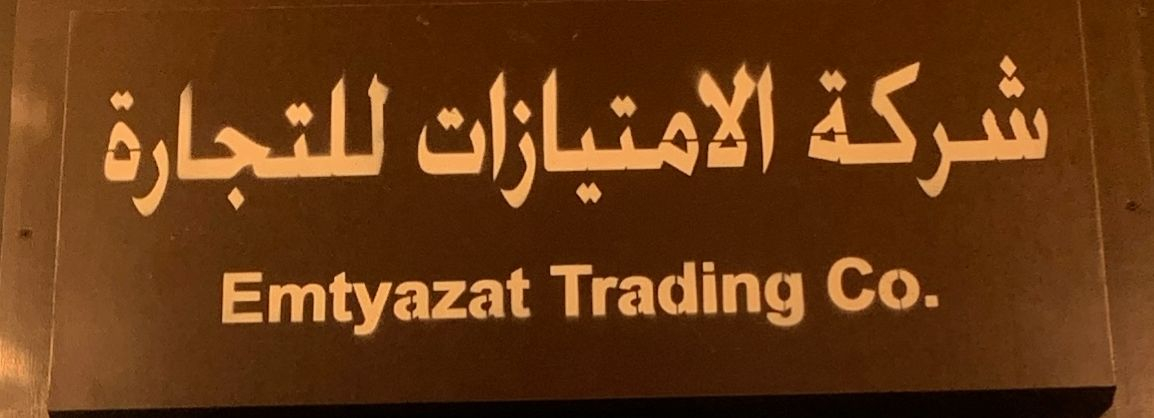 شركة الامتيازات للتجارة
Emtyazat Trading Co.